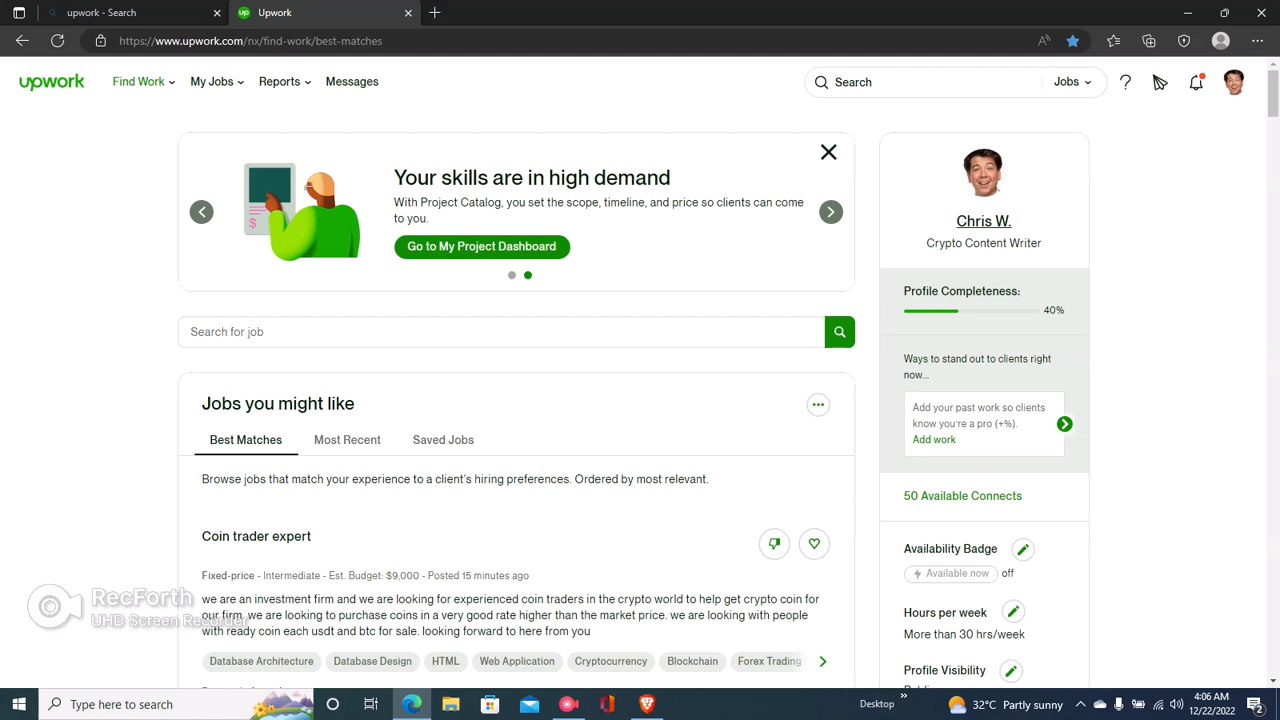 upwork - Search
up Upwork
https://www.upwork.com/nx/find-work/best-matches
upwork
Find Work
My Jobs
Reports
Messages
Search
Jobs
Your skills are in high demand
With Project Catalog, you set the scope, timeline, and price so clients can come
to you.
Go to My Project Dashboard
Search for job
Jobs you might like
Best Matches
Most Recent
Saved Jobs
Browse jobs that match your experience to a client's hiring preferences. Ordered by most relevant.
Coin trader expert
Fixed-price - Intermediate - Est. Budget: $9,000 - Posted 15 minutes ago
we are an investment firm and we are looking for experienced coin traders in the crypto world to help get crypto coin for
our firm. we are looking to purchase coins in a very good rate higher than the market price. we are looking with people
with ready coin each usdt and btc for sale. looking forward to here from you
Database Architecture
Database Design
HTML
Web Application
Cryptocurrency
Blockchain
Forex Trading
Chris W.
Crypto Content Writer
Profile Completeness:
40%
Ways to stand out to clients right
now...
Add your past work so clients
know you're a pro (+%).
Add work
50 Available Connects
Availability Badge
Available now off
Hours per week
More than 30 hrs/week
Profile Visibility
RecForth
UHD Screen Recorder
Type here to search
Desktop
32°C Partly sunny
4:06 AM
12/22/2022
2